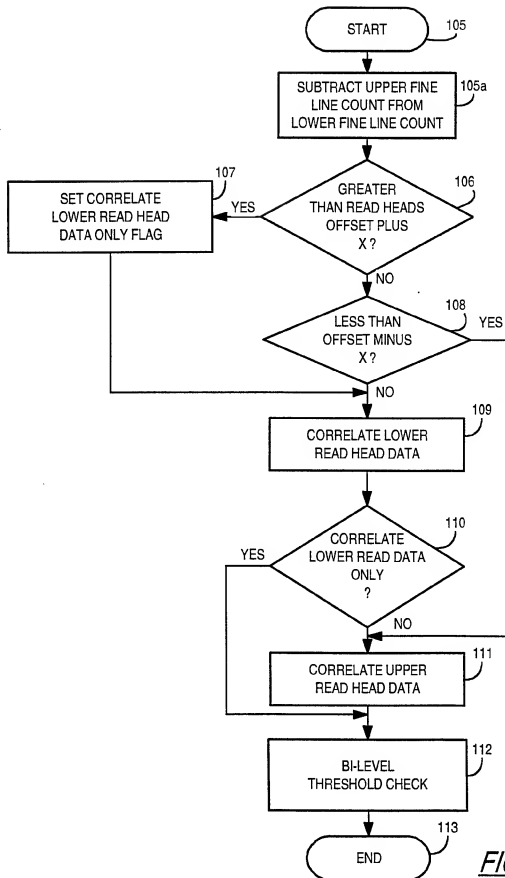 START
105
SUBTRACT UPPER FINE
LINE COUNT FROM
LOWER FINE LINE COUNT
105a
GREATER
THAN READ HEADS
OFFSET PLUS
X ?
106
YES
107
SET CORRELATE
LOWER READ HEAD
DATA ONLY FLAG
NO
LESS THAN
OFFSET MINUS
X ?
108
YES
NO
109
CORRELATE LOWER
READ HEAD DATA
110
CORRELATE
LOWER READ DATA
ONLY
?
YES
NO
CORRELATE UPPER
READ HEAD DATA
111
BI-LEVEL
THRESHOLD CHECK
112
END
113